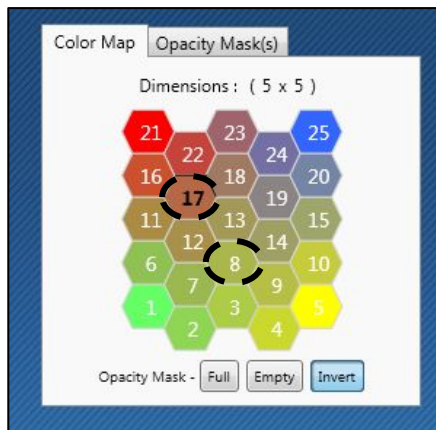 Color Map Opacity Mask(s)
Dimensions : ( 5 x 5 )
21 23 25
22 24
16 18 20
17 19
11 13 15
12 14
6 8 10
7 9
1 3 5
2 4
Opacity Mask - Full Empty Invert